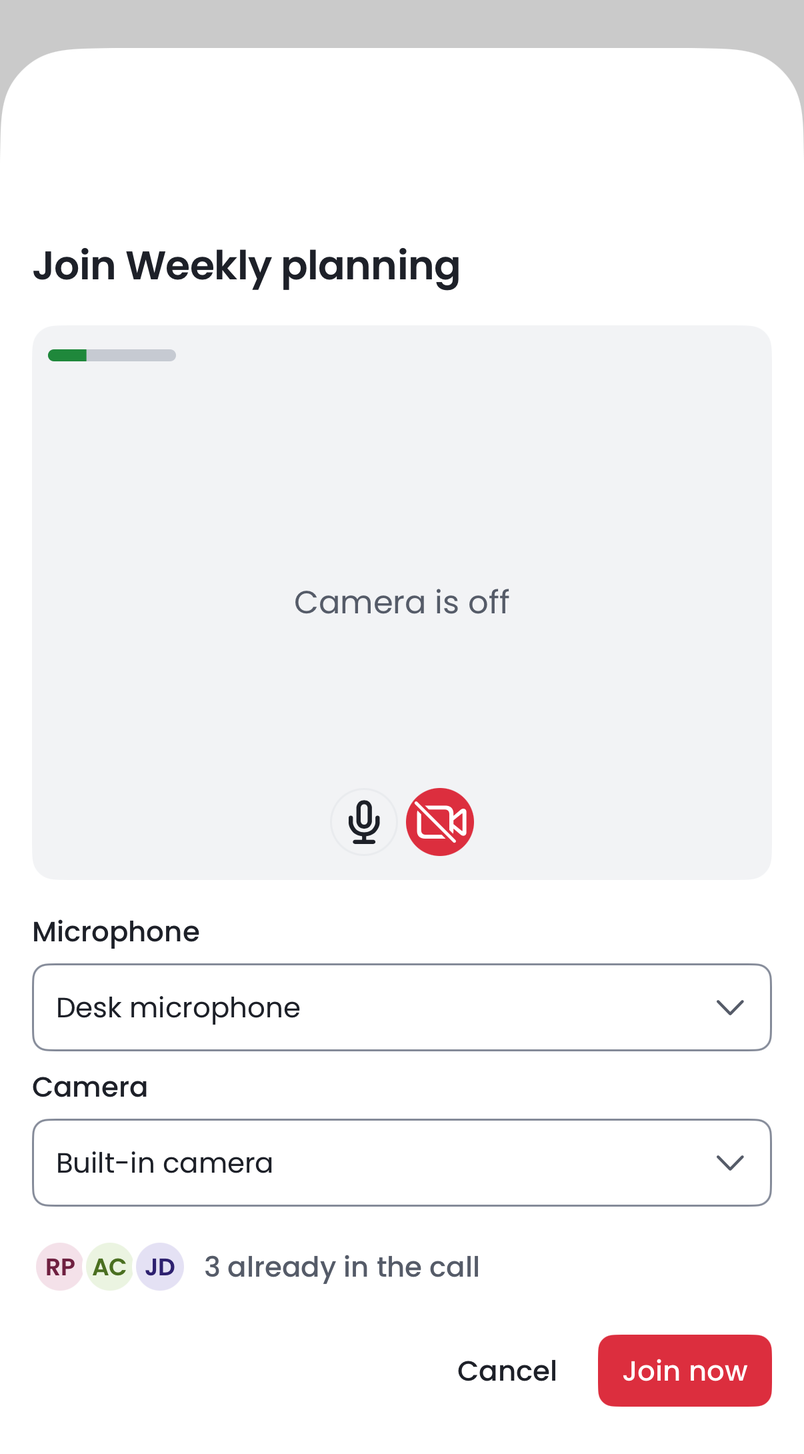 Join Weekly planning
Camera is off
Microphone
Desk microphone
Camera
Built-in camera
RP AC JD 3 already in the call
Cancel Join now